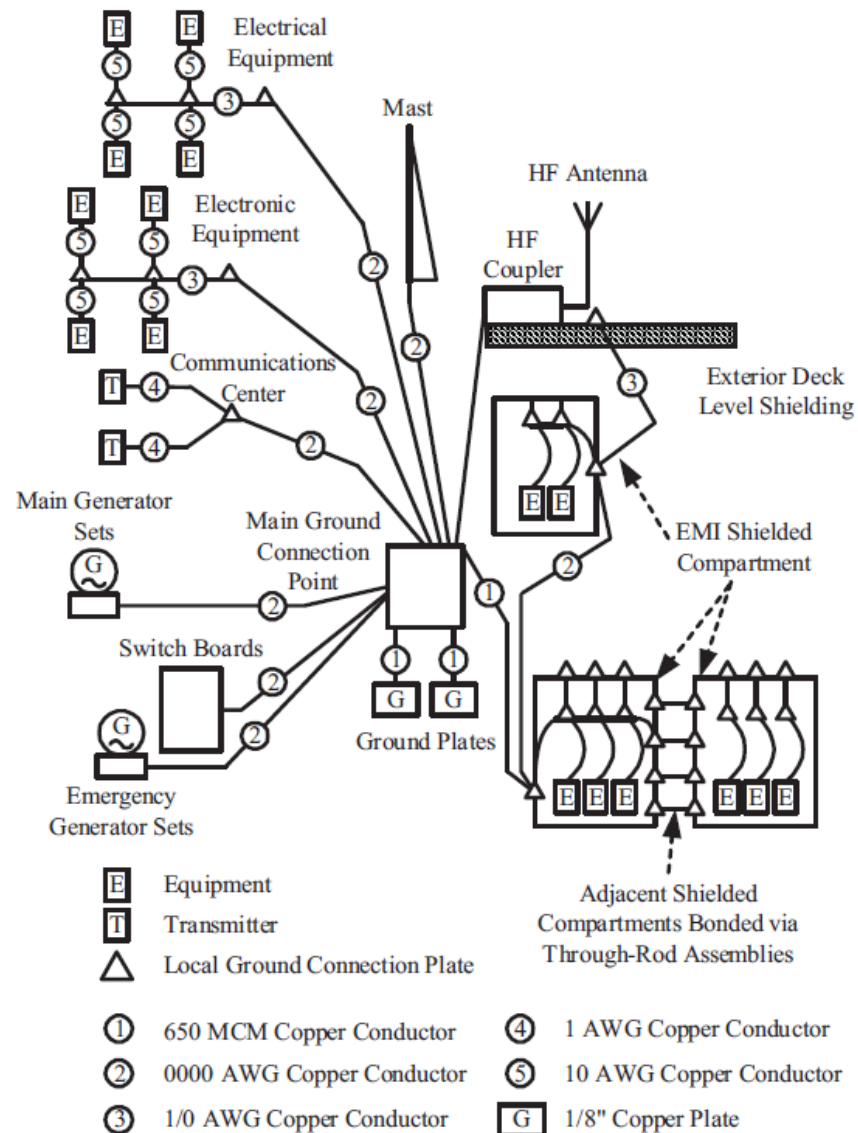 E
E
Electrical
Equipment
5
5
3
5
5
E
E
Mast
HF Antenna
E
E
Electronic
Equipment
HF
Coupler
5
5
2
3
5
5
2
E
E
Communications
Center
3
Exterior Deck
Level Shielding
T
4
2
T
4
2
E
E
Main Generator
Sets
Main Ground
Connection
Point
EMI Shielded
Compartment
G
2
1
2
Switch Boards
1
1
2
G
G
G
2
Ground Plates
E
E
E
E
E
E
Emergency
Generator Sets
Adjacent Shielded
Compartments Bonded via
Through-Rod Assemblies
E Equipment
T Transmitter
Local Ground Connection Plate
1 650 MCM Copper Conductor
4 1 AWG Copper Conductor
2 0000 AWG Copper Conductor
5 10 AWG Copper Conductor
3 1/0 AWG Copper Conductor
G 1/8" Copper Plate